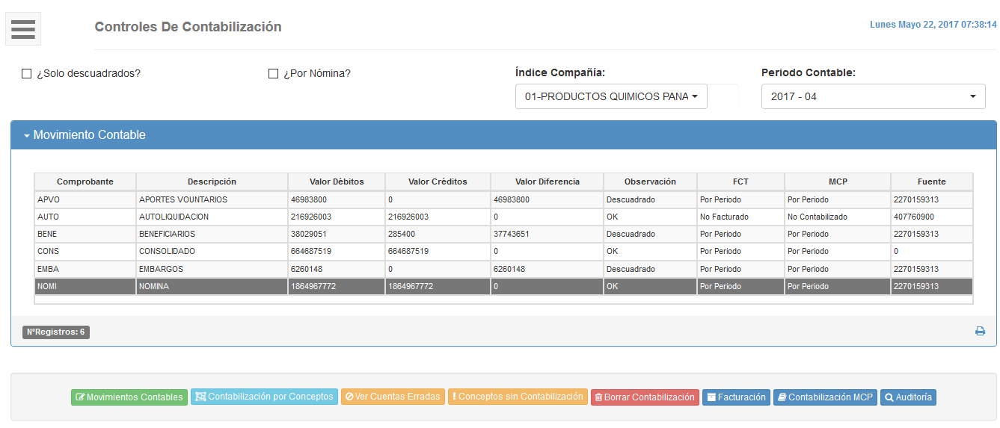 Controles De Contabilización
Lunes Mayo 22, 2017 07:38:14
¿Solo descuadrados? ¿Por Nómina? Índice Compañía: Periodo Contable:
01-PRODUCTOS QUIMICOS PANA 2017 - 04
Movimiento Contable
Comprobante Descripción Valor Débitos Valor Créditos Valor Diferencia Observación FCT MCP Fuente
APVO APORTES VOUNTARIOS 46983800 0 46983800 Descuadrado Por Periodo Por Periodo 2270159313
AUTO AUTOLIQUIDACION 216926003 216926003 0 OK No Facturado No Contabilizado 407760900
BENE BENEFICIARIOS 38029051 285400 37743651 Descuadrado Por Periodo Por Periodo 2270159313
CONS CONSOLIDADO 664687519 664687519 0 OK Por Periodo Por Periodo 0
EMBA EMBARGOS 6260148 0 6260148 Descuadrado Por Periodo Por Periodo 2270159313
NOMI NOMINA 1864967772 1864967772 0 OK Por Periodo Por Periodo 2270159313
N°Registros: 6
Movimientos Contables Contabilización por Conceptos Ver Cuentas Erradas Conceptos sin Contabilización Borrar Contabilización Facturación Contabilización MCP Auditoría